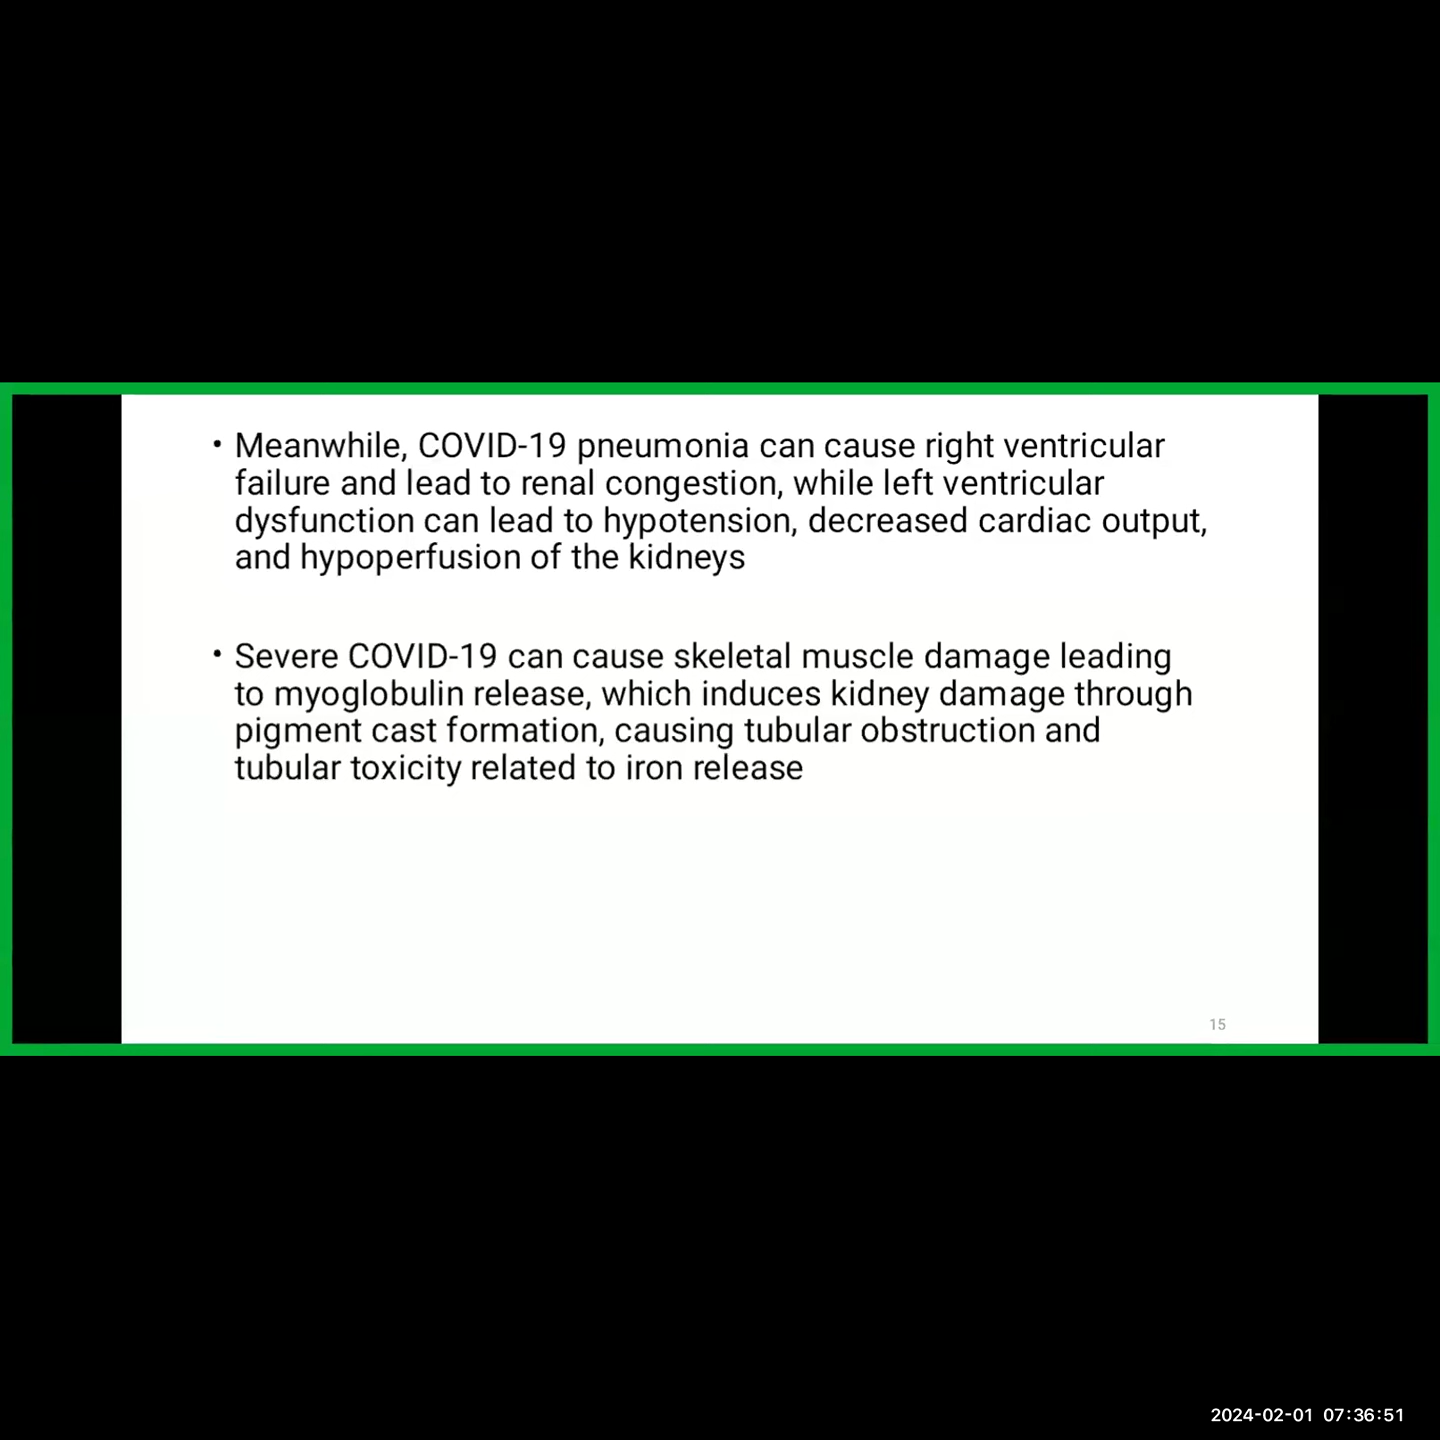 • Meanwhile, COVID-19 pneumonia can cause right ventricular
failure and lead to renal congestion, while left ventricular
dysfunction can lead to hypotension, decreased cardiac output,
and hypoperfusion of the kidneys
• Severe COVID-19 can cause skeletal muscle damage leading
to myoglobulin release, which induces kidney damage through
pigment cast formation, causing tubular obstruction and
tubular toxicity related to iron release
15
2024-02-01 07:36:51